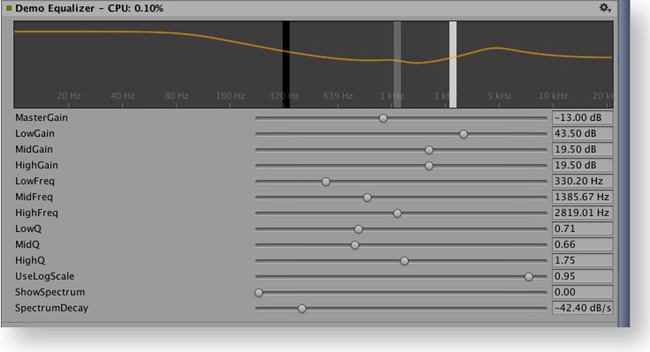 Demo Equalizer – CPU: 0.10%
20 Hz 40 Hz 80 Hz 160 Hz 320 Hz 639 Hz 1 kHz 3 kHz 5 kHz 10 kHz 20 k
MasterGain -13.00 dB
LowGain 43.50 dB
MidGain 19.50 dB
HighGain 19.50 dB
LowFreq 330.20 Hz
MidFreq 1385.67 Hz
HighFreq 2819.01 Hz
LowQ 0.71
MidQ 0.66
HighQ 1.75
UseLogScale 0.95
ShowSpectrum 0.00
SpectrumDecay -42.40 dB/s